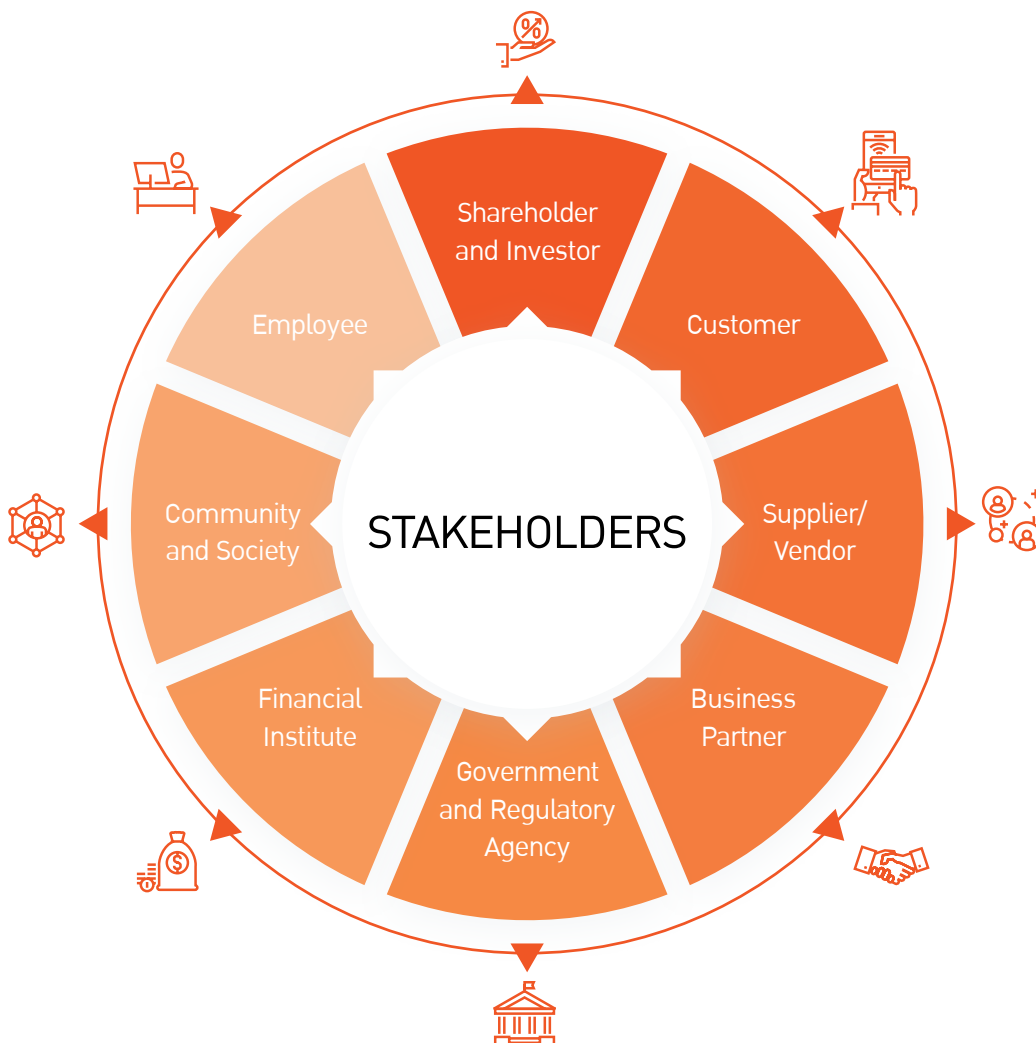 Shareholder
and Investor
Customer
Supplier/
Vendor
Business
Partner
Government
and Regulatory
Agency
Financial
Institute
Community
and Society
Employee
STAKEHOLDERS